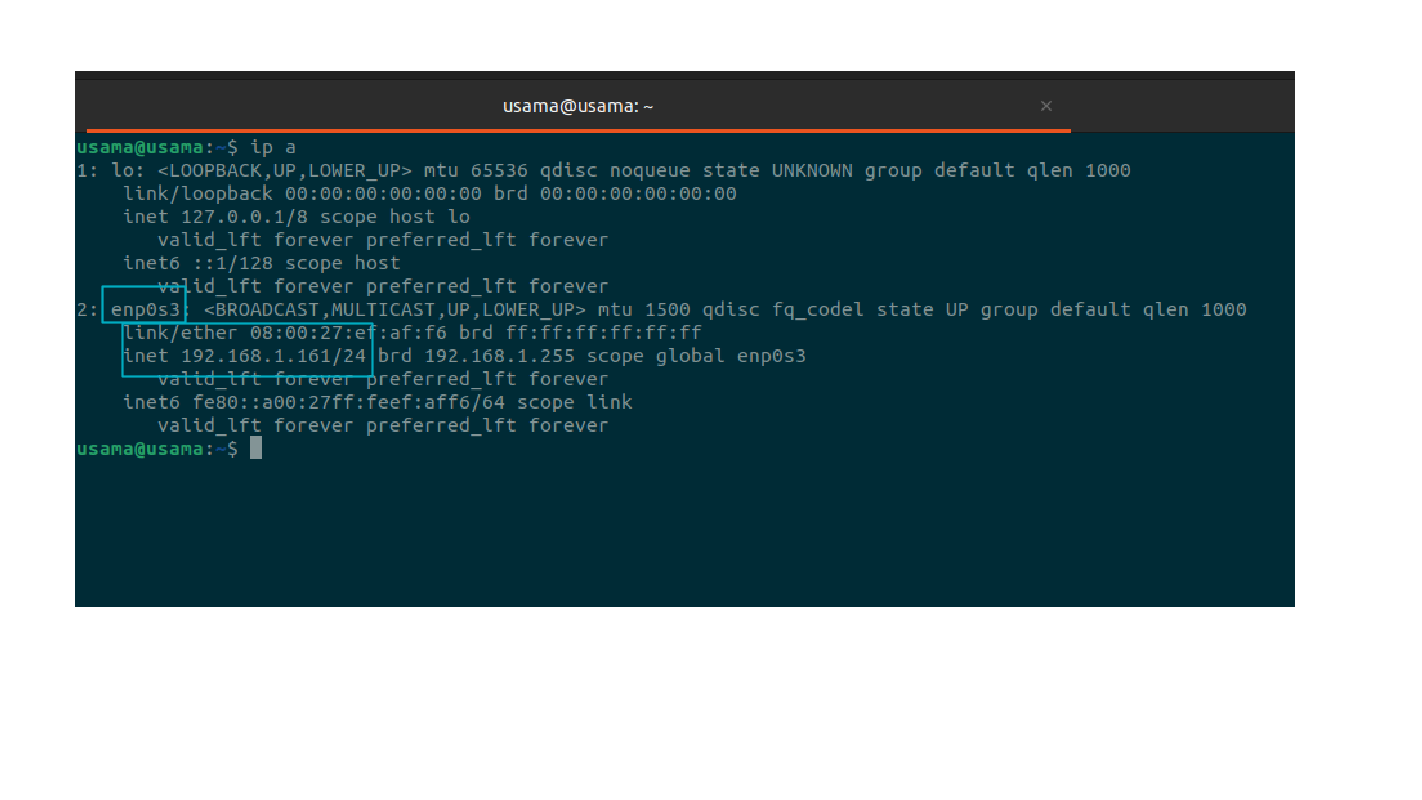 usama@usama: ~ ×
usama@usama:~$ ip a
1: lo: <LOOPBACK,UP,LOWER_UP> mtu 65536 qdisc noqueue state UNKNOWN group default qlen 1000
link/loopback 00:00:00:00:00:00 brd 00:00:00:00:00:00
inet 127.0.0.1/8 scope host lo
valid_lft forever preferred_lft forever
inet6 ::1/128 scope host
valid_lft forever preferred_lft forever
2: enp0s3: <BROADCAST,MULTICAST,UP,LOWER_UP> mtu 1500 qdisc fq_codel state UP group default qlen 1000
link/ether 08:00:27:ef:af:f6 brd ff:ff:ff:ff:ff:ff
inet 192.168.1.161/24 brd 192.168.1.255 scope global enp0s3
valid_lft forever preferred_lft forever
inet6 fe80::a00:27ff:feef:aff6/64 scope link
valid_lft forever preferred_lft forever
usama@usama:~$